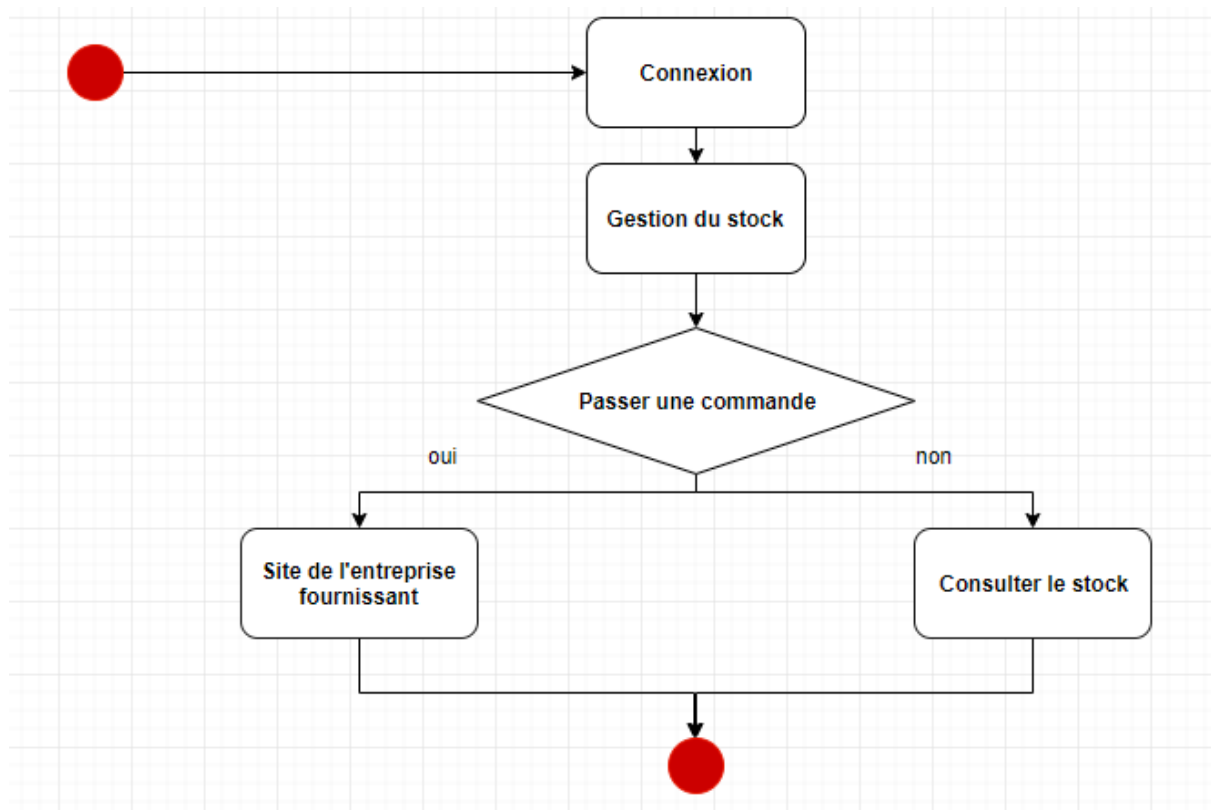 Connexion
Gestion du stock
Passer une commande
oui
non
Site de l'entreprise
fournissant
Consulter le stock